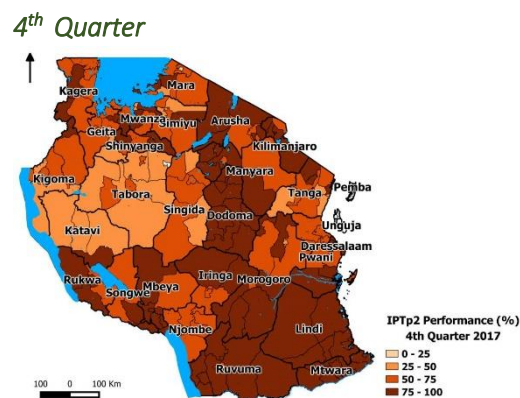 4th Quarter
Kagera
Mara
Mwanza
Simiyu
Arusha
Geita
Shinyanga
Kilimanjaro
Kigoma
Manyara
Tabora
Tanga
Pemba
Singida
Dodoma
Unguja
Katavi
Daressalaam
Pwani
Rukwa
Iringa
Morogoro
Mbeya
Songwe
Njombe
Lindi
Ruvuma
Mtwara
IPTp2 Performance (%)
4th Quarter 2017
0 - 25
25 - 50
50 - 75
75 - 100
100 0 100 Km